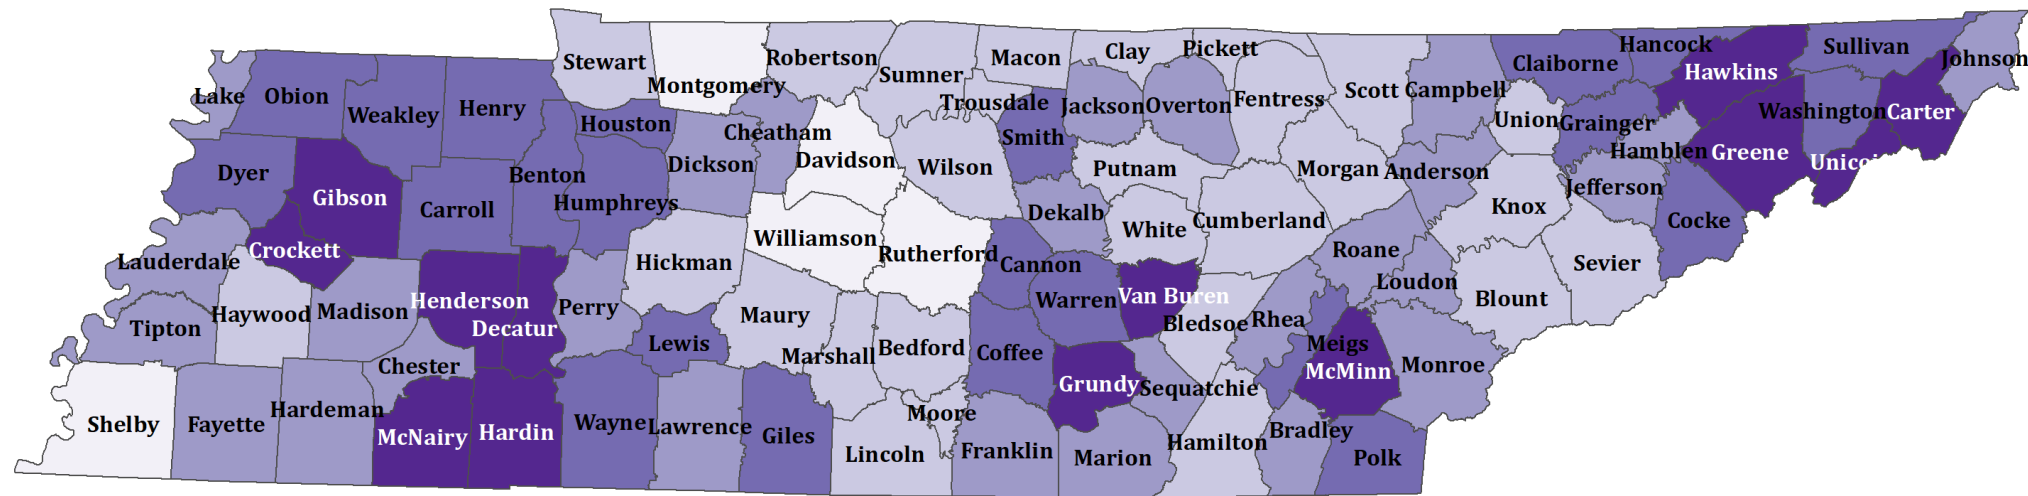 Stewart
Montgomery
Robertson
Sumner
Macon
Clay
Pickett
Scott
Campbell
Claiborne
Hancock
Hawkins
Sullivan
Johnson
Lake
Obion
Weakley
Henry
Houston
Cheatham
Trousdale
Jackson
Overton
Fentress
Union
Grainger
Washington
Carter
Dyer
Gibson
Benton
Dickson
Davidson
Wilson
Smith
Putnam
Morgan
Anderson
Hamblen
Greene
Unicoi
Carroll
Humphreys
Dekalb
White
Cumberland
Knox
Jefferson
Cocke
Crockett
Lauderdale
Williamson
Rutherford
Hickman
Cannon
Roane
Loudon
Sevier
Blount
Tipton
Haywood
Madison
Henderson
Decatur
Perry
Maury
Warren
Van Buren
Bledsoe
Rhea
Lewis
Marshall
Bedford
Coffee
Meigs
McMinn
Monroe
Chester
Grundy
Sequatchie
Shelby
Fayette
Hardeman
McNairy
Hardin
Wayne
Lawrence
Giles
Moore
Lincoln
Franklin
Marion
Hamilton
Bradley
Polk